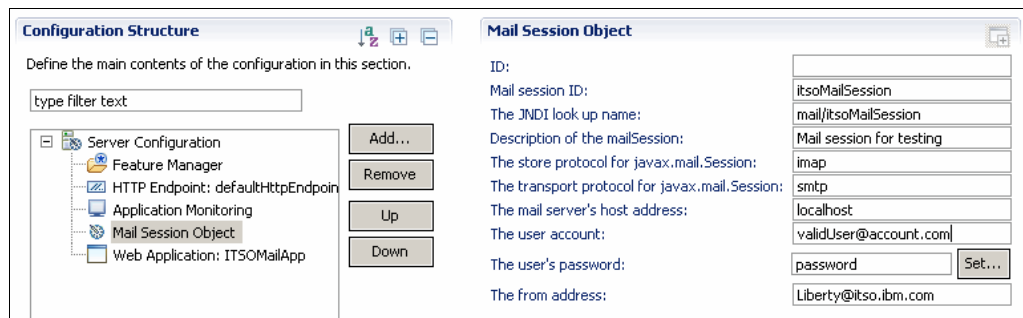 Configuration Structure
Define the main contents of the configuration in this section.
type filter text
Server Configuration
Feature Manager
HTTP Endpoint: defaultHttpEndpoin
Application Monitoring
Mail Session Object
Web Application: ITSOMailApp
Add...
Remove
Up
Down
Mail Session Object
ID:
Mail session ID: itsoMailSession
The JNDI look up name: mail/itsoMailSession
Description of the mailSession: Mail session for testing
The store protocol for javax.mail.Session: imap
The transport protocol for javax.mail.Session: smtp
The mail server's host address: localhost
The user account: validUser@account.com
The user's password: password Set...
The from address: Liberty@itso.ibm.com